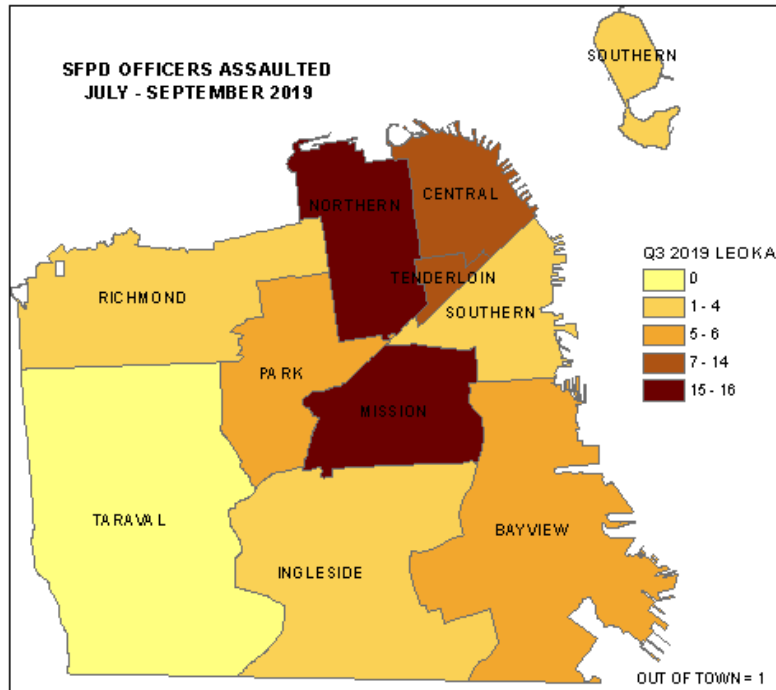 SFPD OFFICERS ASSAULTED
JULY - SEPTEMBER 2019
SOUTHERN
CENTRAL
NORTHERN
Q3 2019 LEOKA
0
1 - 4
5 - 6
7 - 14
15 - 16
TENDERLOIN
RICHMOND
SOUTHERN
PARK
MISSION
TARAVAL
BAYVIEW
INGLESIDE
OUT OF TOWN = 1